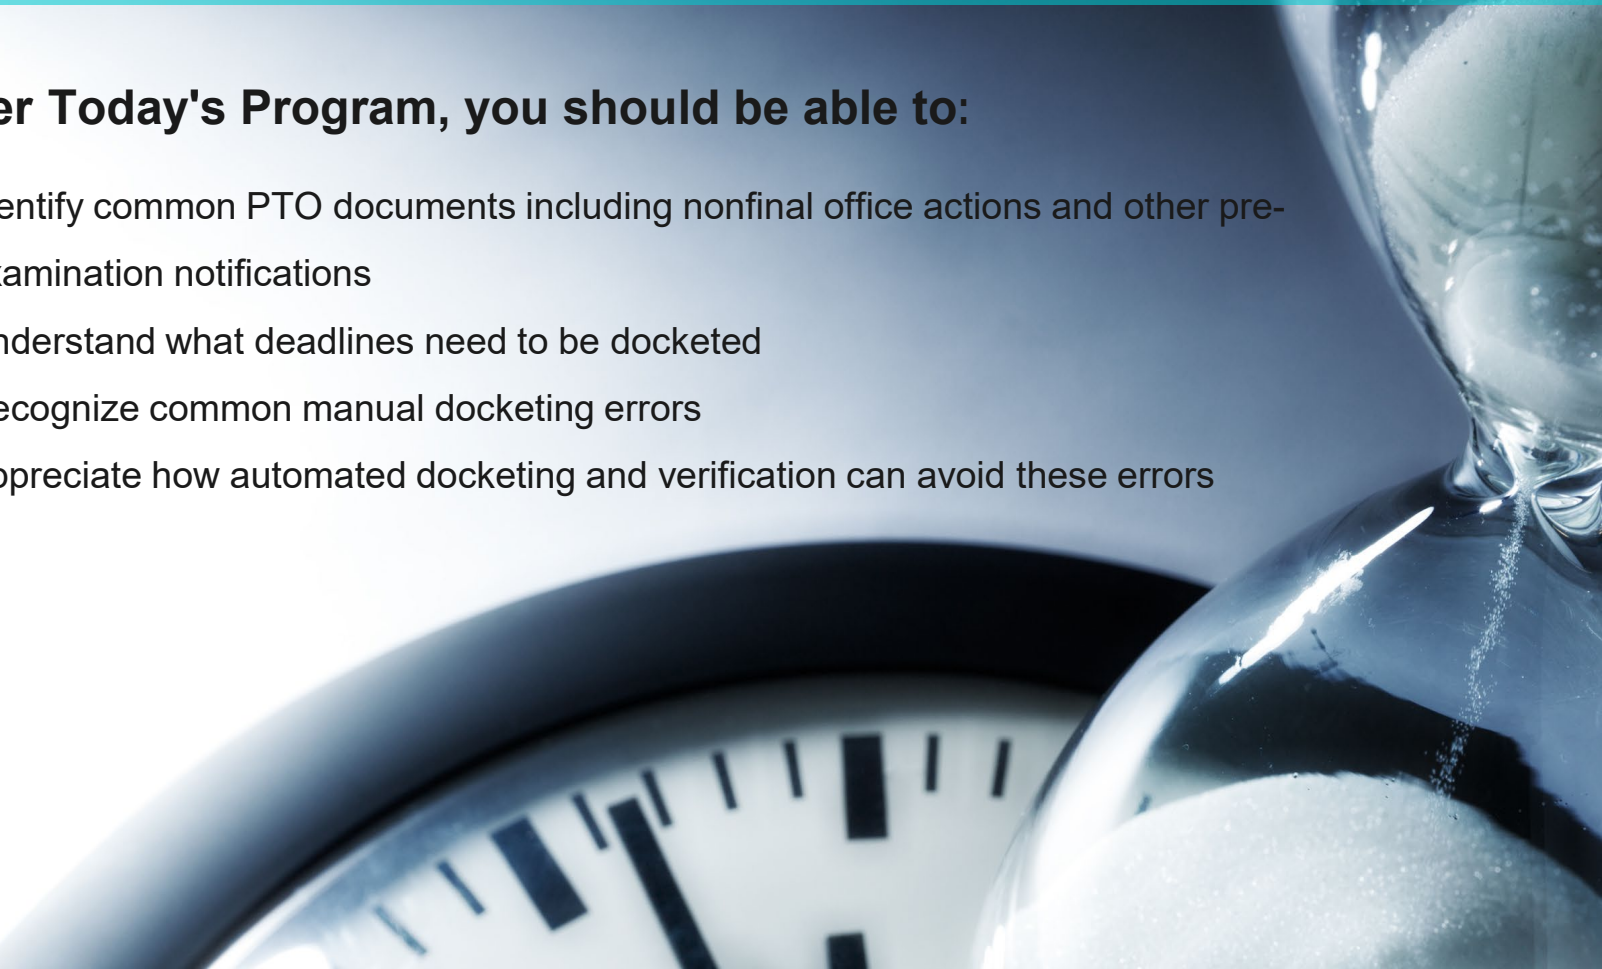 er Today's Program, you should be able to:
entify common PTO documents including nonfinal office actions and other pre-
xamination notifications
nderstand what deadlines need to be docketed
ecognize common manual docketing errors
ppreciate how automated docketing and verification can avoid these errors